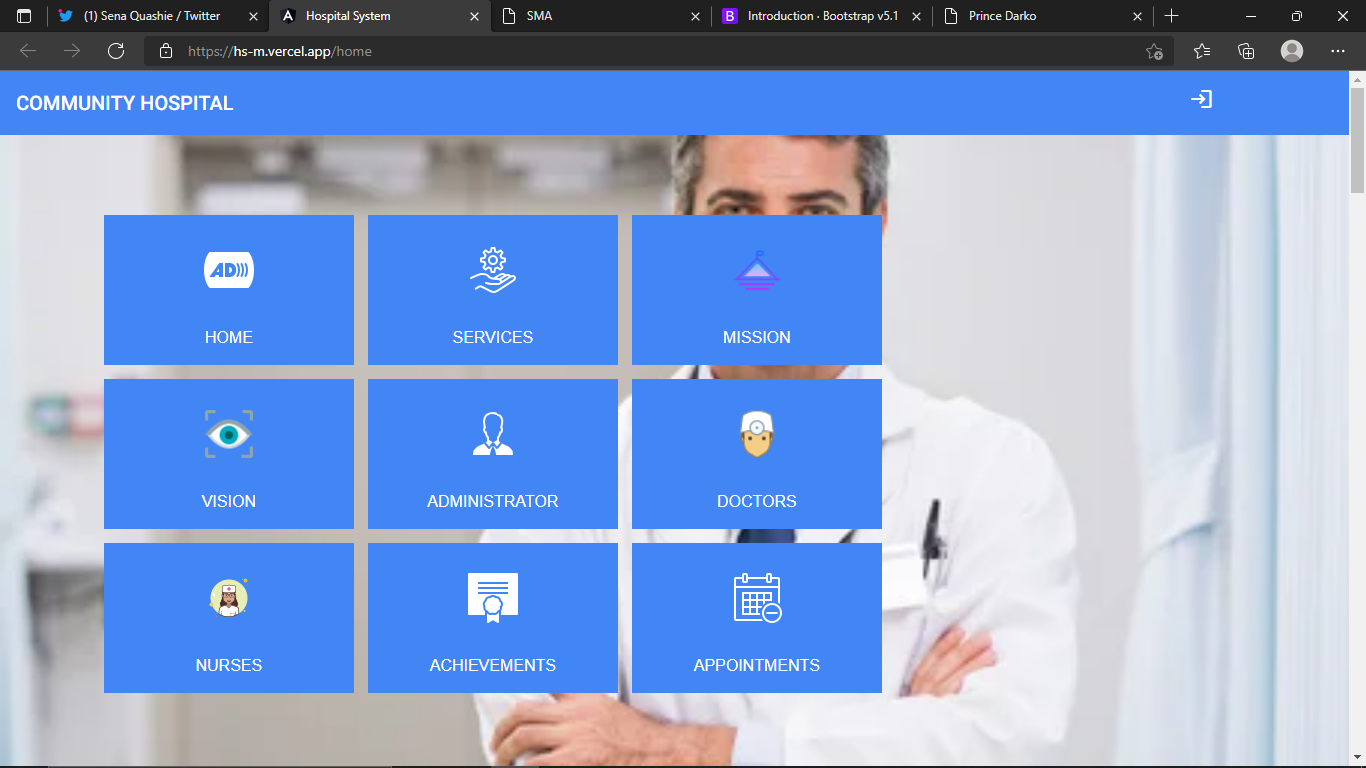 (1) Sena Quashie / Twitter
Hospital System
SMA
Introduction · Bootstrap v5.1
Prince Darko
https://hs-m.vercel.app/home
COMMUNITY HOSPITAL
AD
HOME
SERVICES
MISSION
VISION
ADMINISTRATOR
DOCTORS
NURSES
ACHIEVEMENTS
APPOINTMENTS